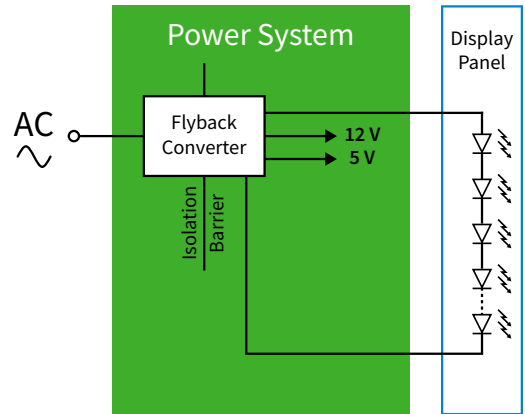 Power System
Display
Panel
AC
Flyback
Converter
12 V
5 V
Isolation
Barrier